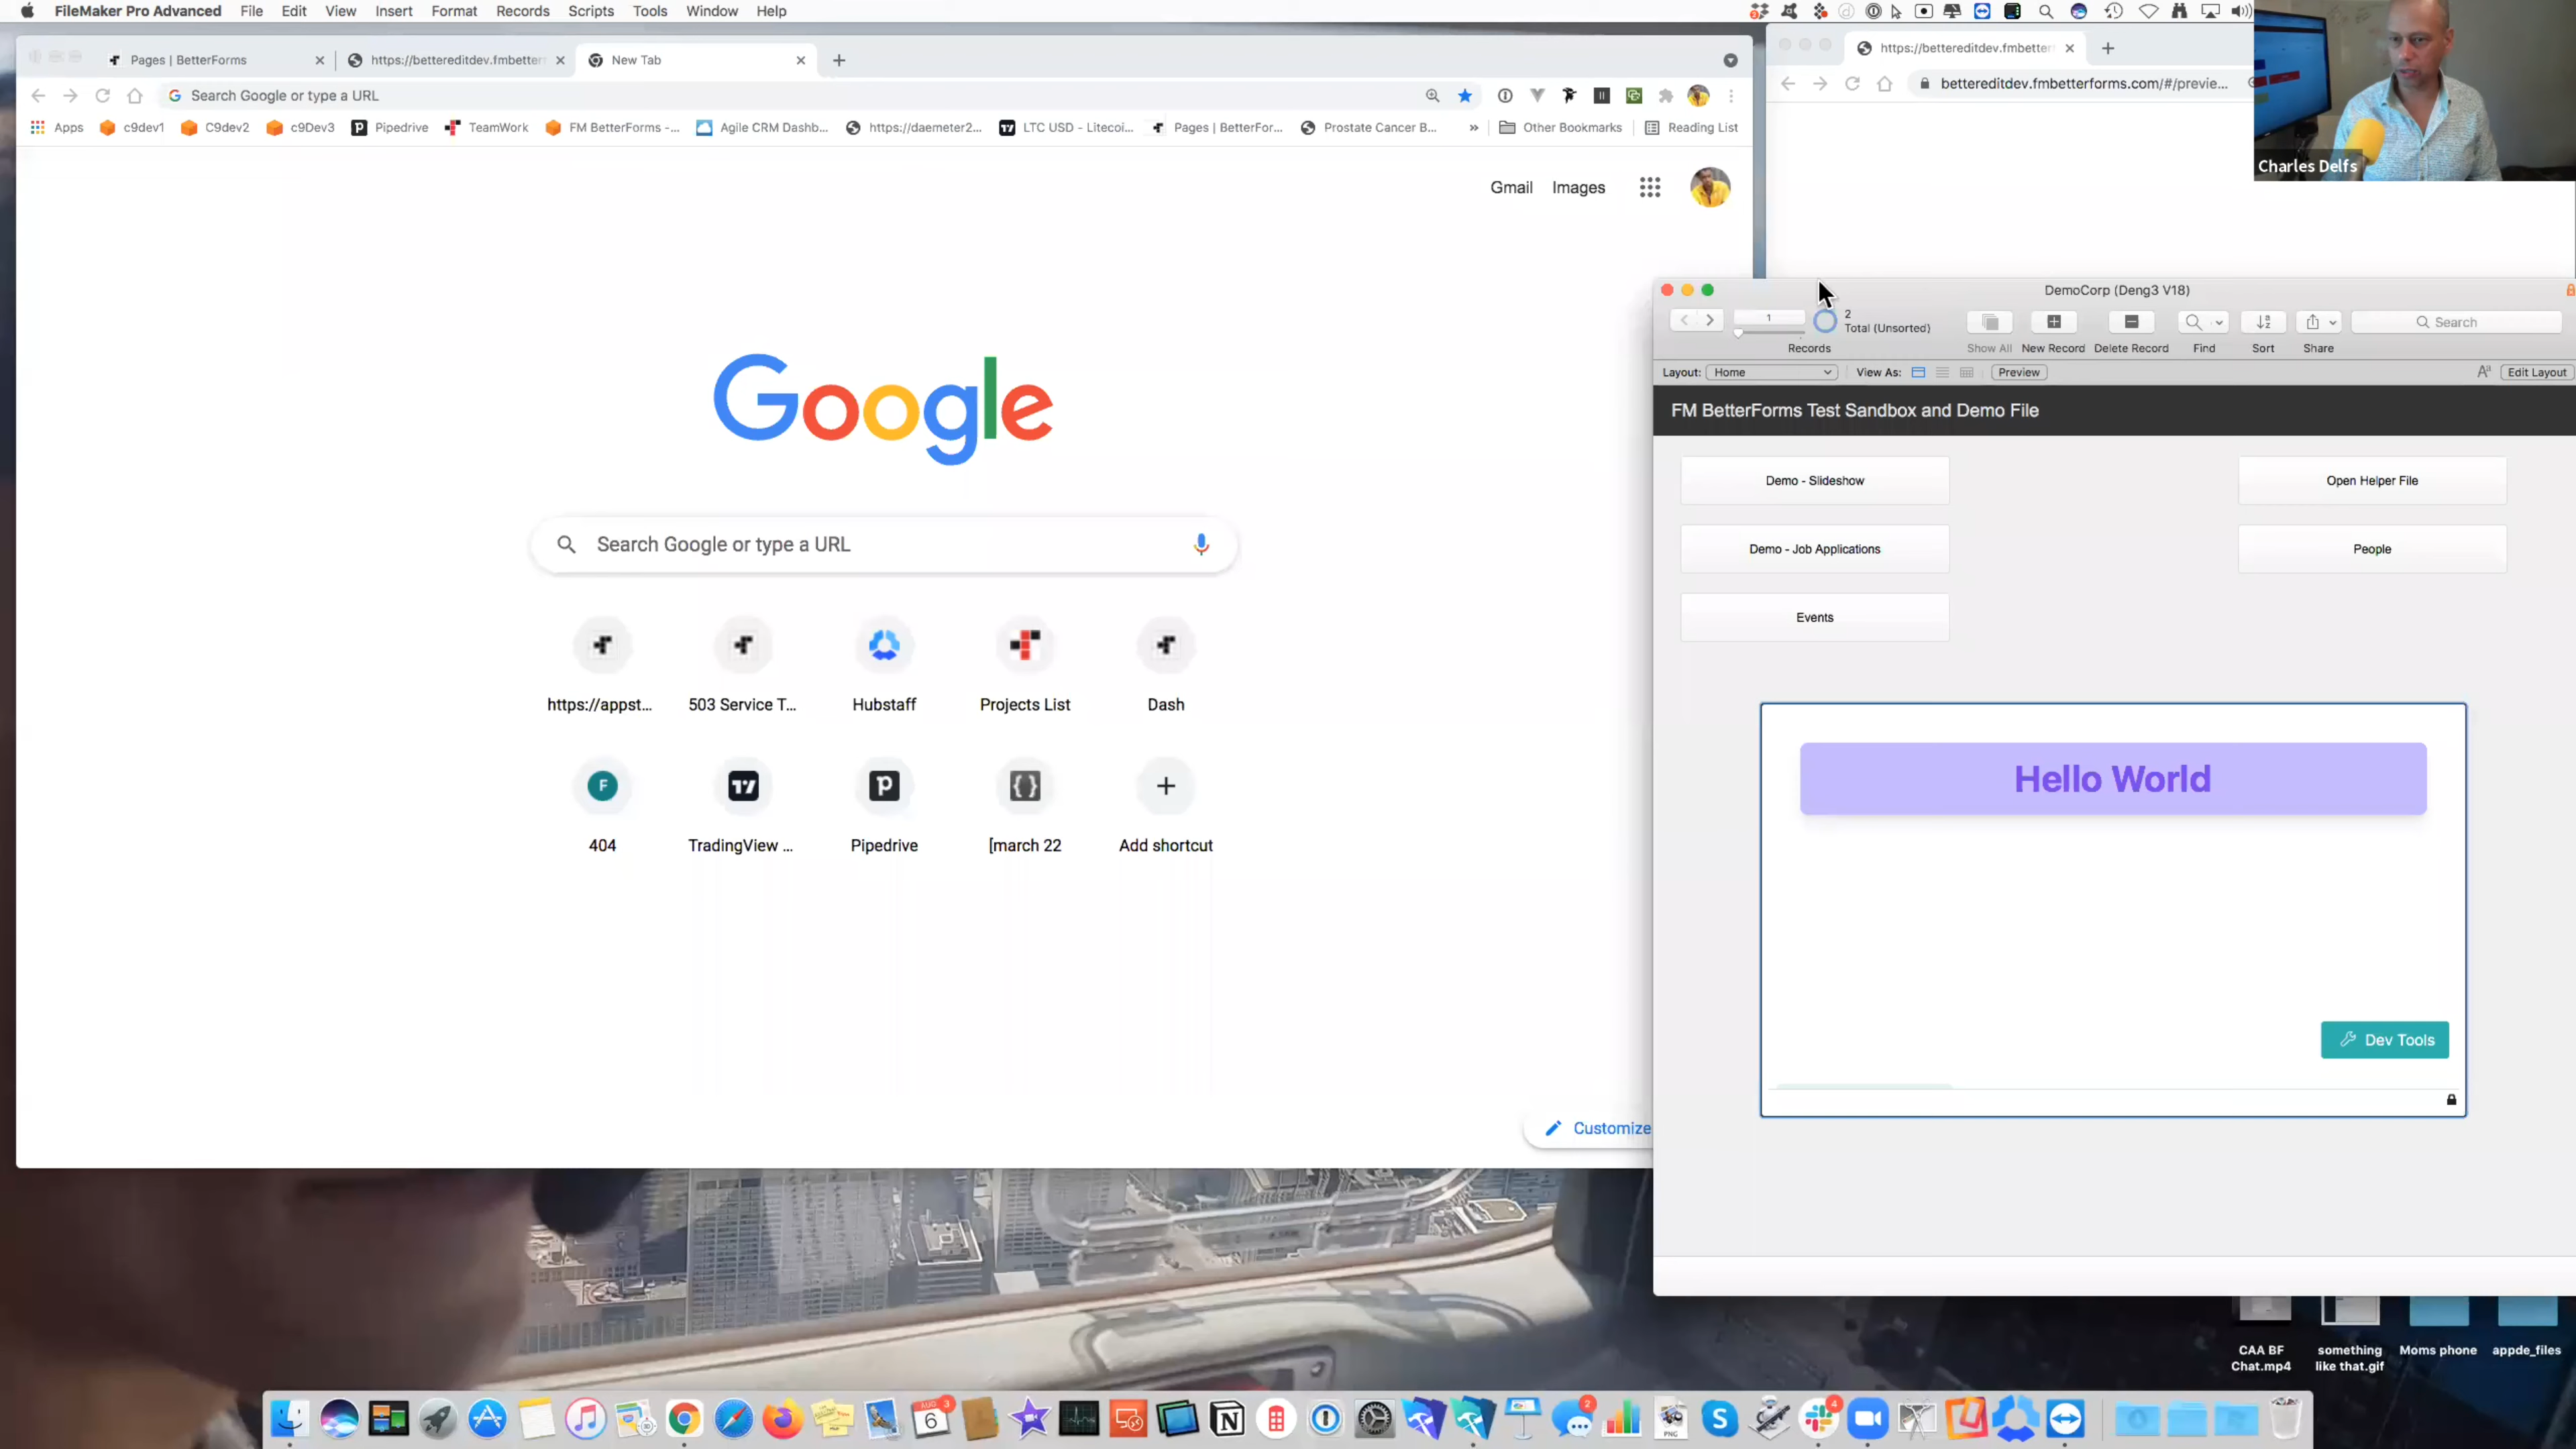 FileMaker Pro Advanced File Edit View Insert Format Records Scripts Tools Window Help
Pages | BetterForms https://bettereditdev.fmbetter New Tab
Search Google or type a URL
Apps c9dev1 C9dev2 c9Dev3 Pipedrive TeamWork FM BetterForms -... Agile CRM Dashb... https://daemeter2... LTC USD - Litecoi... Pages | BetterFor... Prostate Cancer B... » Other Bookmarks Reading List
Gmail Images
Google
Search Google or type a URL
https://appst... 503 Service T... Hubstaff Projects List Dash
F
404 TradingView ... Pipedrive [march 22 Add shortcut
Customize
https://bettereditdev.fmbetter
bettereditdev.fmbetterforms.com/#/previe...
Charles Delfs
DemoCorp (Deng3 V18)
1 2
Total (Unsorted)
Search
Records Show All New Record Delete Record Find Sort Share
Layout: Home View As: Preview Edit Layout
FM BetterForms Test Sandbox and Demo File
Demo - Slideshow Open Helper File
Demo - Job Applications People
Events
Hello World
Dev Tools
CAA BF
Chat.mp4
something
like that.gif
Moms phone
appde_files
AUG 3
6
2
PNG
4